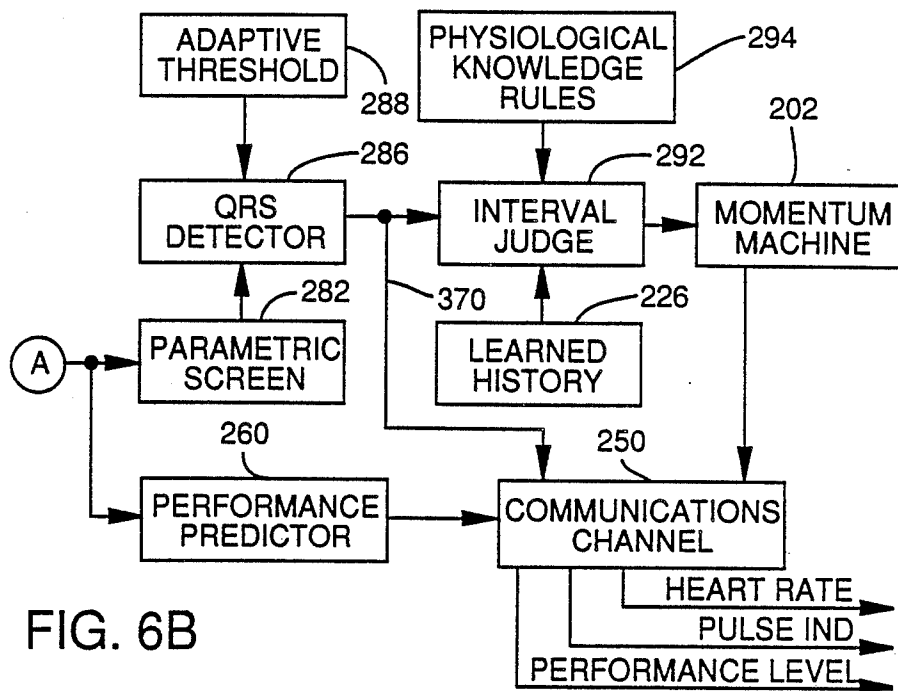 ADAPTIVE
THRESHOLD
288
PHYSIOLOGICAL
KNOWLEDGE
RULES
294
286
QRS
DETECTOR
292
INTERVAL
JUDGE
202
MOMENTUM
MACHINE
282
370
226
A
PARAMETRIC
SCREEN
LEARNED
HISTORY
260
PERFORMANCE
PREDICTOR
250
COMMUNICATIONS
CHANNEL
HEART RATE
PULSE IND
PERFORMANCE LEVEL
FIG. 6B